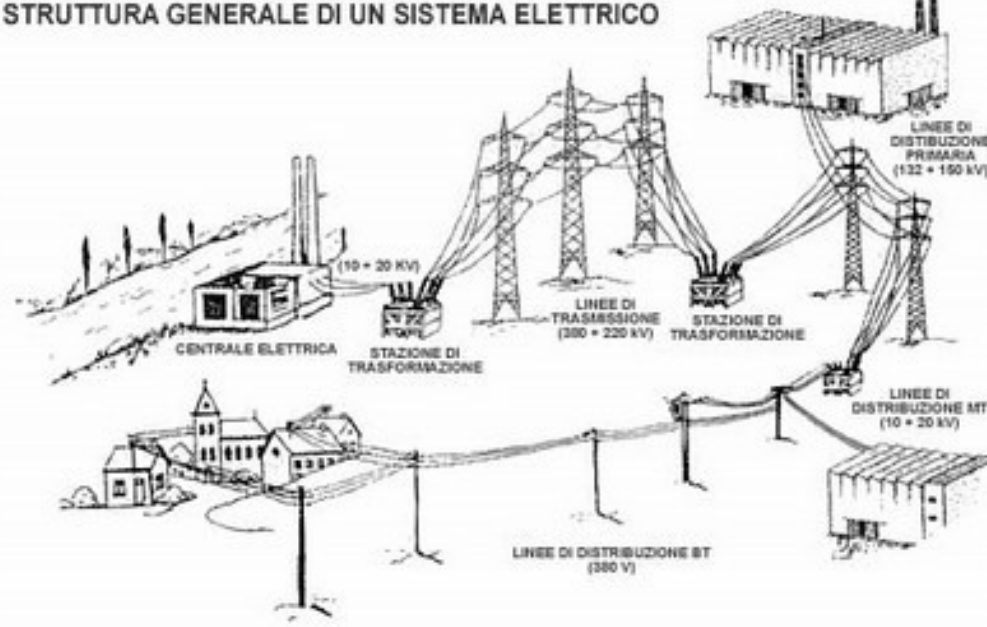 STRUTTURA GENERALE DI UN SISTEMA ELETTRICO
LINEE DI
DISTIBUZIONE
PRIMARIA
(132 ÷ 150 kV)
(10 ÷ 20 KV)
LINEE DI
TRASMISSIONE
(380 ÷ 220 kV)
STAZIONE DI
TRASFORMAZIONE
CENTRALE ELETTRICA
STAZIONE DI
TRASFORMAZIONE
LINEE DI
DISTRIBUZIONE MT
(10 ÷ 20 kV)
LINEE DI DISTRIBUZIONE BT
(380 V)